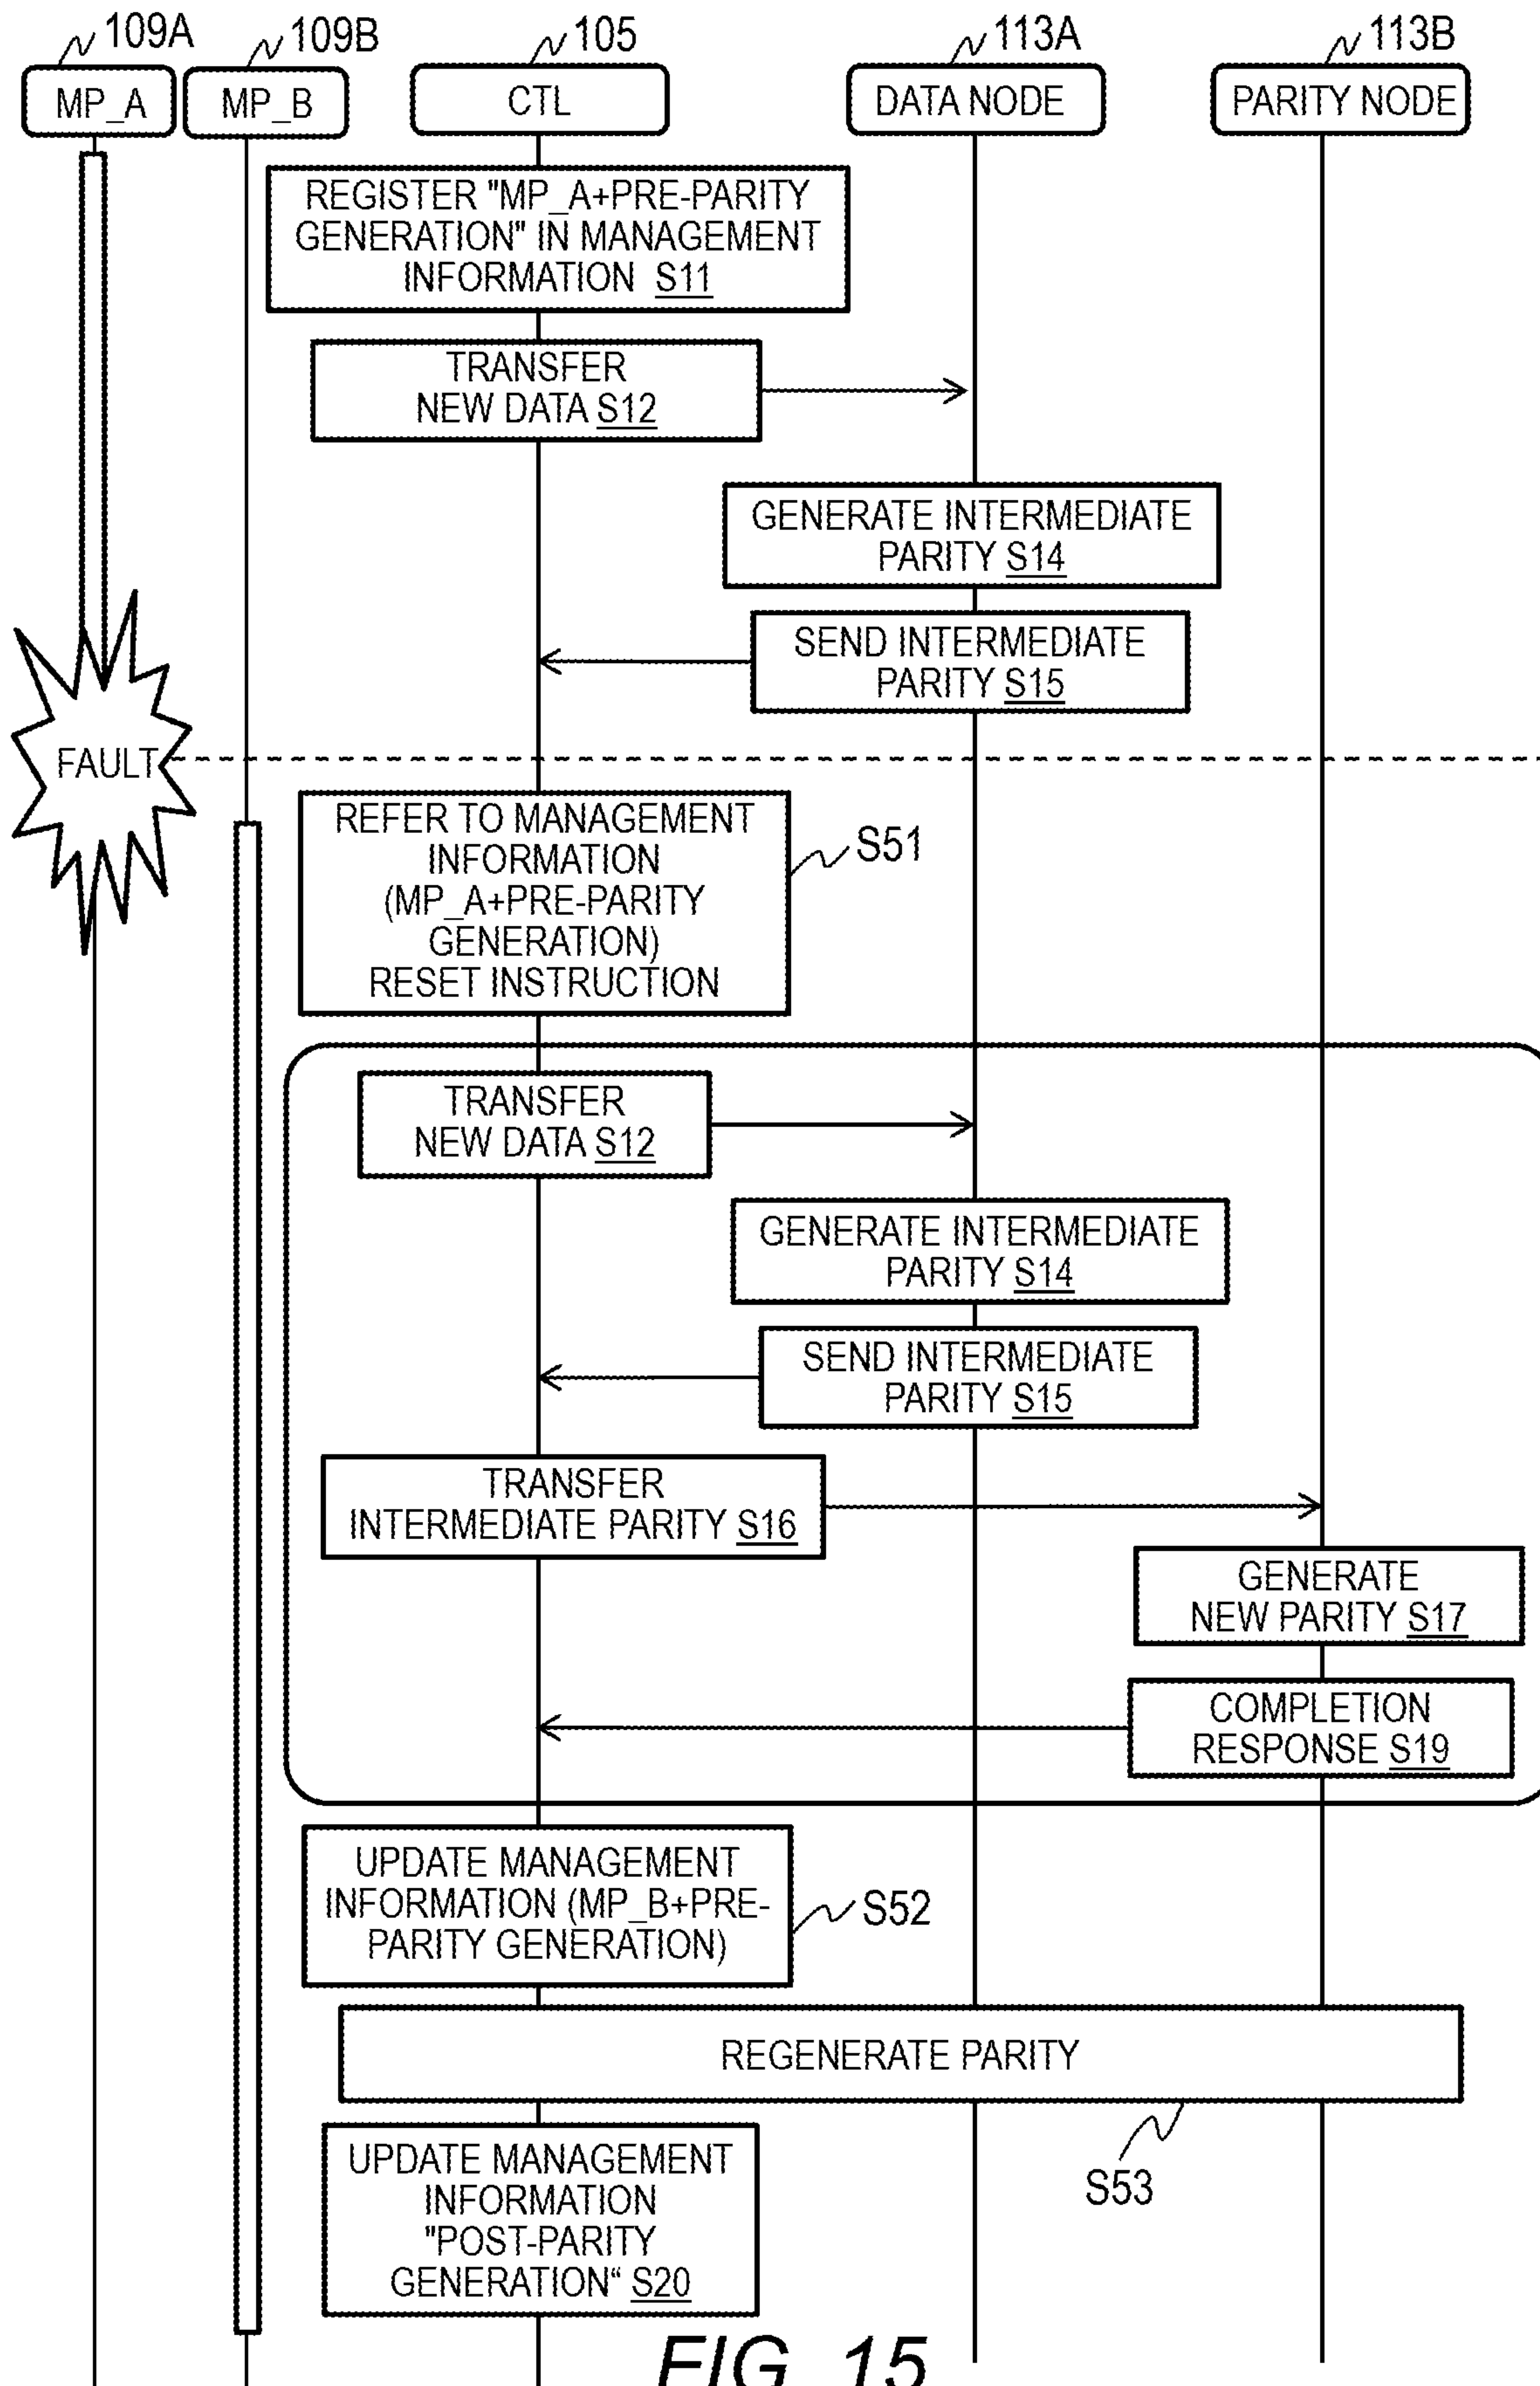 109A
109B
105
113A
113B
MP_A
MP_B
CTL
DATA NODE
PARITY NODE
REGISTER "MP_A+PRE-PARITY
GENERATION" IN MANAGEMENT
INFORMATION S11
TRANSFER
NEW DATA S12
GENERATE INTERMEDIATE
PARITY S14
SEND INTERMEDIATE
PARITY S15
FAULT
REFER TO MANAGEMENT
INFORMATION
(MP_A+PRE-PARITY
GENERATION)
RESET INSTRUCTION
S51
TRANSFER
NEW DATA S12
GENERATE INTERMEDIATE
PARITY S14
SEND INTERMEDIATE
PARITY S15
TRANSFER
INTERMEDIATE PARITY S16
GENERATE
NEW PARITY S17
COMPLETION
RESPONSE S19
UPDATE MANAGEMENT
INFORMATION (MP_B+PRE-
PARITY GENERATION)
S52
REGENERATE PARITY
S53
UPDATE MANAGEMENT
INFORMATION
"POST-PARITY
GENERATION“ S20
FIG. 15